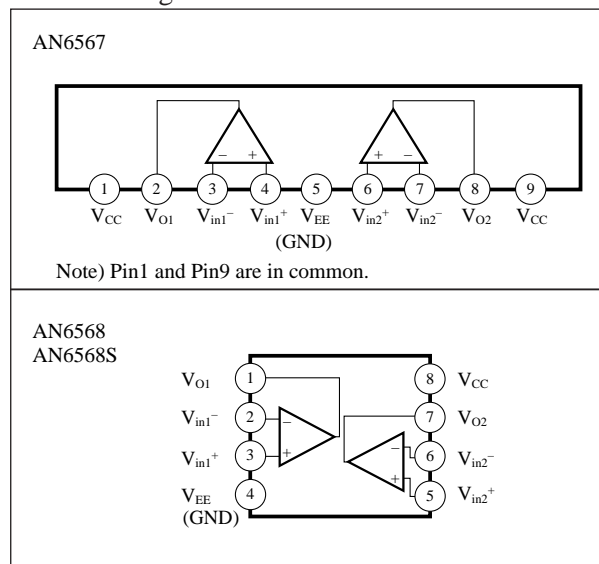 AN6567
− + + −
1 2 3 4 5 6 7 8 9
VCC VO1 Vin1− Vin1+ VEE Vin2+ Vin2− VO2 VCC
(GND)
Note) Pin1 and Pin9 are in common.
AN6568
AN6568S
VO1 1 8 VCC
Vin1− 2 − 7 VO2
Vin1+ 3 + − 6 Vin2−
VEE 4 + 5 Vin2+
(GND)